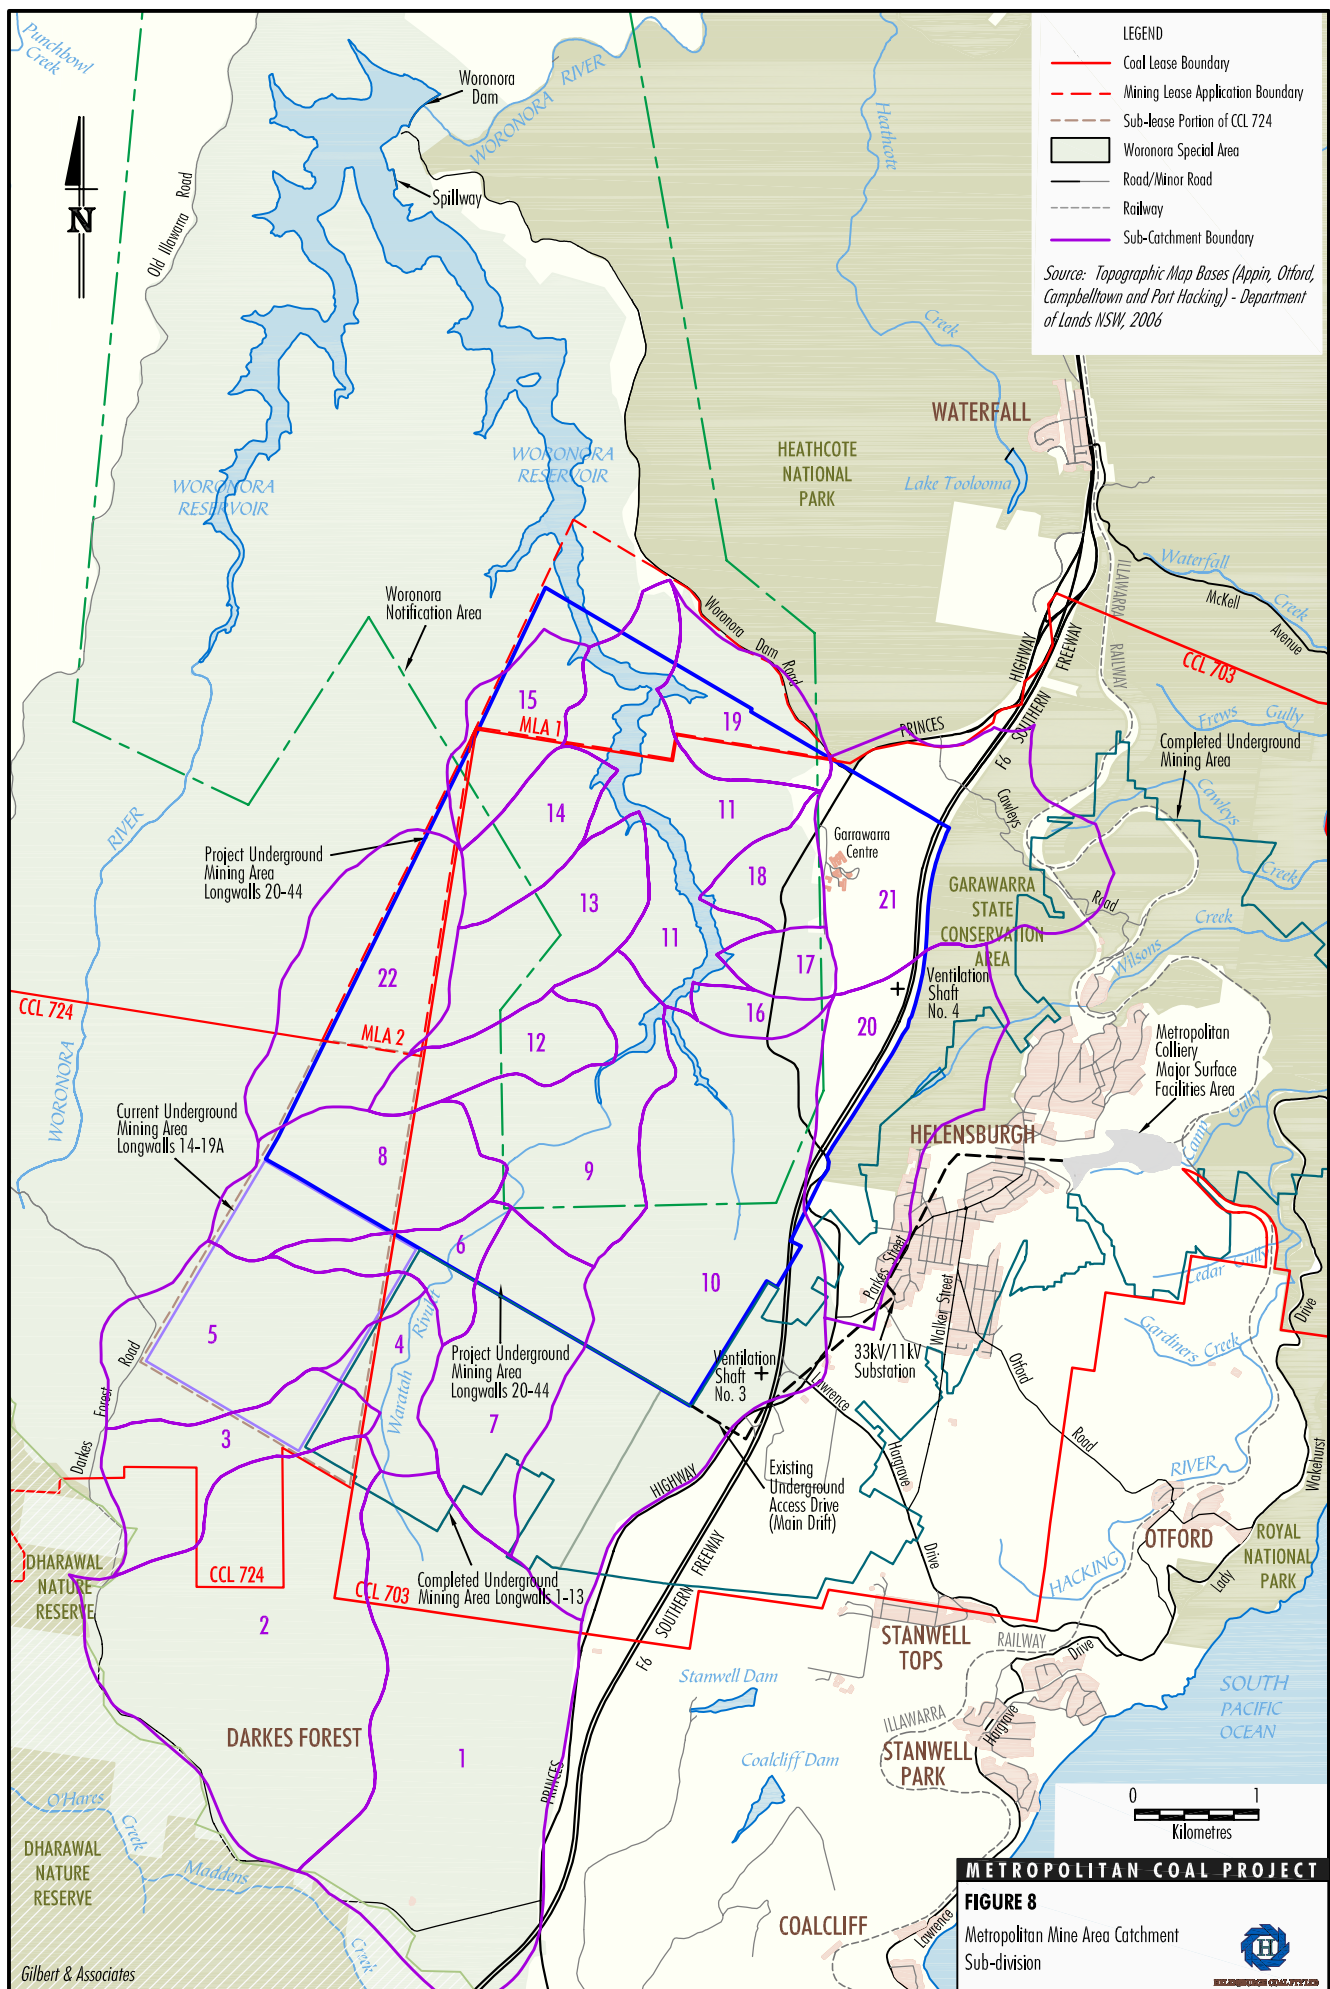 Punchbowl
Creek
Woronora
Dam
WORONORA RIVER
Spillway
Old Illawarra Road
N
Heathcote
Creek
LEGEND
Coal Lease Boundary
Mining Lease Application Boundary
Sub-lease Portion of CCL 724
Woronora Special Area
Road/Minor Road
Railway
Sub-Catchment Boundary
Source: Topographic Map Bases (Appin, Otford,
Campbelltown and Port Hacking) - Department
of Lands NSW, 2006
WATERFALL
HEATHCOTE
NATIONAL
PARK
Lake Toolooma
WORONORA
RESERVOIR
WORONORA
RESERVOIR
Waterfall
Creek
McKell
Avenue
ILLAWARRA
RAILWAY
HIGHWAY
FREEWAY
CCL 703
Woronora
Notification Area
Woronora Dam Road
PRINCES
F6 SOUTHERN
Frews Gully
Completed Underground
Mining Area
Cawleys
Creek
Cawleys
Road
15
MLA 1
19
14
11
18
13
11
17
16
21
20
22
12
Garrawarra
Centre
GARAWARRA
STATE
CONSERVATION
AREA
Creek
Wilsons
Ventilation
Shaft
No. 4
Project Underground
Mining Area
Longwalls 20-44
RIVER
WORONORA
CCL 724
MLA 2
Metropolitan
Colliery
Major Surface
Facilities Area
Camp Gully
HELENSBURGH
Current Underground
Mining Area
Longwalls 14-19A
8
9
6
10
5
4
7
3
Waratah Rivulet
Project Underground
Mining Area
Longwalls 20-44
Ventilation
Shaft
No. 3
Parkes Street
Walker Street
33kV/11kV
Substation
Cedar Gully
Gardiners Creek
Drive
Otford
Road
Lawrence
Hargrave
Drive
Darkes Forest Road
HIGHWAY
Existing
Underground
Access Drive
(Main Drift)
RIVER
HACKING
OTFORD
Wakehurst
Lady
ROYAL
NATIONAL
PARK
DHARAWAL
NATURE
RESERVE
CCL 724
CCL 703
Completed Underground
Mining Area Longwalls 1-13
2
F6 SOUTHERN FREEWAY
STANWELL
TOPS
RAILWAY
Drive
Stanwell Dam
ILLAWARRA
Hargrave
STANWELL
PARK
SOUTH
PACIFIC
OCEAN
DARKES FOREST
1
PRINCES
Coalcliff Dam
O'Hares
Creek
Maddens
Creek
DHARAWAL
NATURE
RESERVE
COALCLIFF
Lawrence
0 1
Kilometres
METROPOLITAN COAL PROJECT
FIGURE 8
Metropolitan Mine Area Catchment
Sub-division
H
HELENSBURGH COAL PTY LTD
Gilbert & Associates